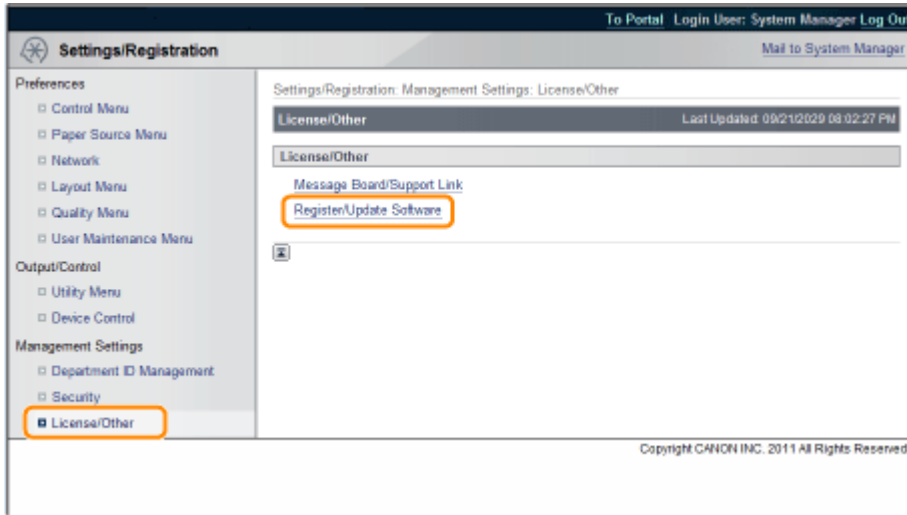 To Portal Login User: System Manager Log Ou
Settings/Registration
Mail to System Manager
Preferences
Control Menu
Paper Source Menu
Network
Layout Menu
Quality Menu
User Maintenance Menu
Output/Control
Utility Menu
Device Control
Management Settings
Department ID Management
Security
License/Other
Settings/Registration: Management Settings: License/Other
License/Other Last Updated: 09/21/2029 08:02:27 PM
License/Other
Message Board/Support Link
Register/Update Software
Copyright CANON INC. 2011 All Rights Reserved